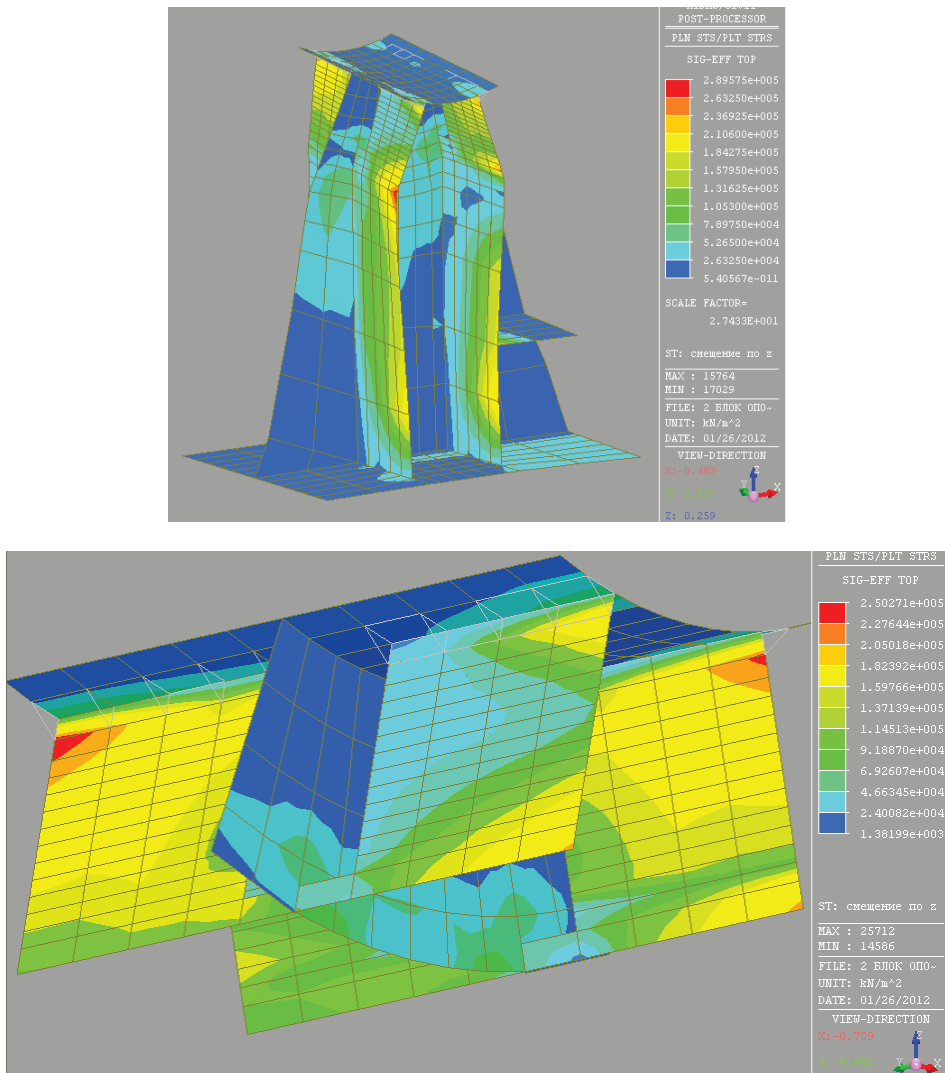 POST-PROCESSOR
PLN STS/PLT STRS
SIG-EFF TOP
2.89575e+005
2.63250e+005
2.36925e+005
2.10600e+005
1.84275e+005
1.57950e+005
1.31625e+005
1.05300e+005
7.89750e+004
5.26500e+004
2.63250e+004
5.40567e-011
SCALE FACTOR=
2.7433E+001
ST: смещение по z
MAX : 15764
MIN : 17029
FILE: 2 БЛОК ОПО~
UNIT: kN/m^2
DATE: 01/26/2012
VIEW-DIRECTION
X:-0.483
Z: 0.259
Z
Y
X
PLN STS/PLT STRS
SIG-EFF TOP
2.50271e+005
2.27644e+005
2.05018e+005
1.82392e+005
1.59766e+005
1.37139e+005
1.14513e+005
9.18870e+004
6.92607e+004
4.66345e+004
2.40082e+004
1.38199e+003
ST: смещение по z
MAX : 25712
MIN : 14586
FILE: 2 БЛОК ОПО~
UNIT: kN/m^2
DATE: 01/26/2012
VIEW-DIRECTION
X:-0.709
Z
Y
X